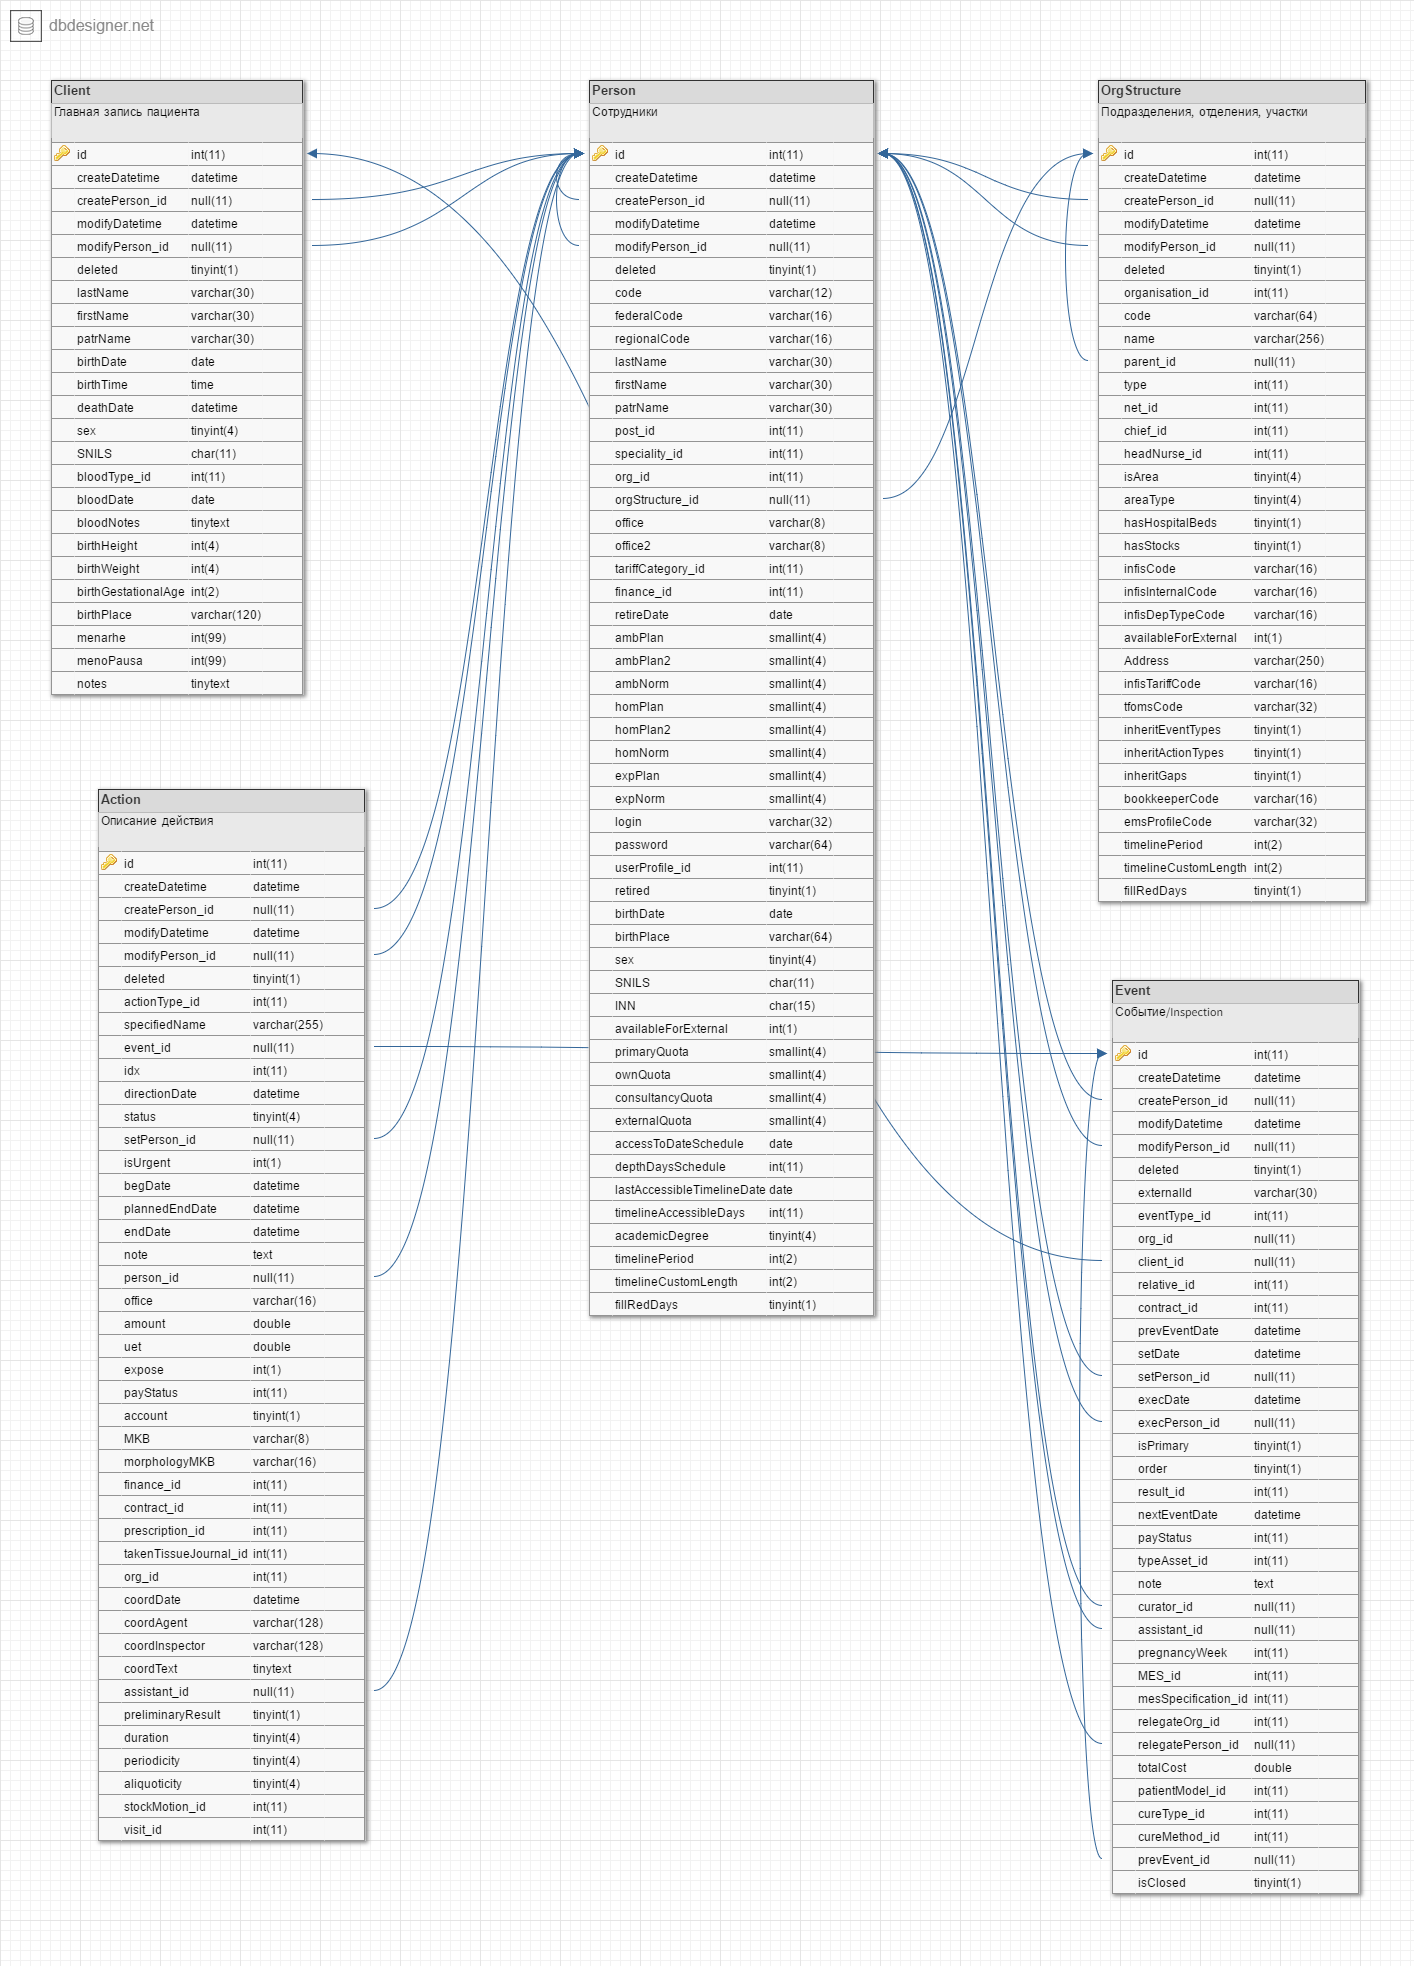 dbdesigner.net
Client
Главная запись пациента
id int(11)
createDatetime datetime
createPerson_id null(11)
modifyDatetime datetime
modifyPerson_id null(11)
deleted tinyint(1)
lastName varchar(30)
firstName varchar(30)
patrName varchar(30)
birthDate date
birthTime time
deathDate datetime
sex tinyint(4)
SNILS char(11)
bloodType_id int(11)
bloodDate date
bloodNotes tinytext
birthHeight int(4)
birthWeight int(4)
birthGestationalAge int(2)
birthPlace varchar(120)
menarhe int(99)
menoPausa int(99)
notes tinytext
Action
Описание действия
id int(11)
createDatetime datetime
createPerson_id null(11)
modifyDatetime datetime
modifyPerson_id null(11)
deleted tinyint(1)
actionType_id int(11)
specifiedName varchar(255)
event_id null(11)
idx int(11)
directionDate datetime
status tinyint(4)
setPerson_id null(11)
isUrgent int(1)
begDate datetime
plannedEndDate datetime
endDate datetime
note text
person_id null(11)
office varchar(16)
amount double
uet double
expose int(1)
payStatus int(11)
account tinyint(1)
MKB varchar(8)
morphologyMKB varchar(16)
finance_id int(11)
contract_id int(11)
prescription_id int(11)
takenTissueJournal_id int(11)
org_id int(11)
coordDate datetime
coordAgent varchar(128)
coordInspector varchar(128)
coordText tinytext
assistant_id null(11)
preliminaryResult tinyint(1)
duration tinyint(4)
periodicity tinyint(4)
aliquoticity tinyint(4)
stockMotion_id int(11)
visit_id int(11)
Person
Сотрудники
id int(11)
createDatetime datetime
createPerson_id null(11)
modifyDatetime datetime
modifyPerson_id null(11)
deleted tinyint(1)
code varchar(12)
federalCode varchar(16)
regionalCode varchar(16)
lastName varchar(30)
firstName varchar(30)
patrName varchar(30)
post_id int(11)
speciality_id int(11)
org_id int(11)
orgStructure_id null(11)
office varchar(8)
office2 varchar(8)
tariffCategory_id int(11)
finance_id int(11)
retireDate date
ambPlan smallint(4)
ambPlan2 smallint(4)
ambNorm smallint(4)
homPlan smallint(4)
homPlan2 smallint(4)
homNorm smallint(4)
expPlan smallint(4)
expNorm smallint(4)
login varchar(32)
password varchar(64)
userProfile_id int(11)
retired tinyint(1)
birthDate date
birthPlace varchar(64)
sex tinyint(4)
SNILS char(11)
INN char(15)
availableForExternal int(1)
primaryQuota smallint(4)
ownQuota smallint(4)
consultancyQuota smallint(4)
externalQuota smallint(4)
accessToDateSchedule date
depthDaysSchedule int(11)
lastAccessibleTimelineDate date
timelineAccessibleDays int(11)
academicDegree tinyint(4)
timelinePeriod int(2)
timelineCustomLength int(2)
fillRedDays tinyint(1)
OrgStructure
Подразделения, отделения, участки
id int(11)
createDatetime datetime
createPerson_id null(11)
modifyDatetime datetime
modifyPerson_id null(11)
deleted tinyint(1)
organisation_id int(11)
code varchar(64)
name varchar(256)
parent_id null(11)
type int(11)
net_id int(11)
chief_id int(11)
headNurse_id int(11)
isArea tinyint(4)
areaType tinyint(4)
hasHospitalBeds tinyint(1)
hasStocks tinyint(1)
infisCode varchar(16)
infisInternalCode varchar(16)
infisDepTypeCode varchar(16)
availableForExternal int(1)
Address varchar(250)
infisTariffCode varchar(16)
tfomsCode varchar(32)
inheritEventTypes tinyint(1)
inheritActionTypes tinyint(1)
inheritGaps tinyint(1)
bookkeeperCode varchar(16)
emsProfileCode varchar(32)
timelinePeriod int(2)
timelineCustomLength int(2)
fillRedDays tinyint(1)
Event
Событие/Inspection
id int(11)
createDatetime datetime
createPerson_id null(11)
modifyDatetime datetime
modifyPerson_id null(11)
deleted tinyint(1)
externalId varchar(30)
eventType_id int(11)
org_id null(11)
client_id null(11)
relative_id int(11)
contract_id int(11)
prevEventDate datetime
setDate datetime
setPerson_id null(11)
execDate datetime
execPerson_id null(11)
isPrimary tinyint(1)
order tinyint(1)
result_id int(11)
nextEventDate datetime
payStatus int(11)
typeAsset_id int(11)
note text
curator_id null(11)
assistant_id null(11)
pregnancyWeek int(11)
MES_id int(11)
mesSpecification_id int(11)
relegateOrg_id int(11)
relegatePerson_id null(11)
totalCost double
patientModel_id int(11)
cureType_id int(11)
cureMethod_id int(11)
prevEvent_id null(11)
isClosed tinyint(1)